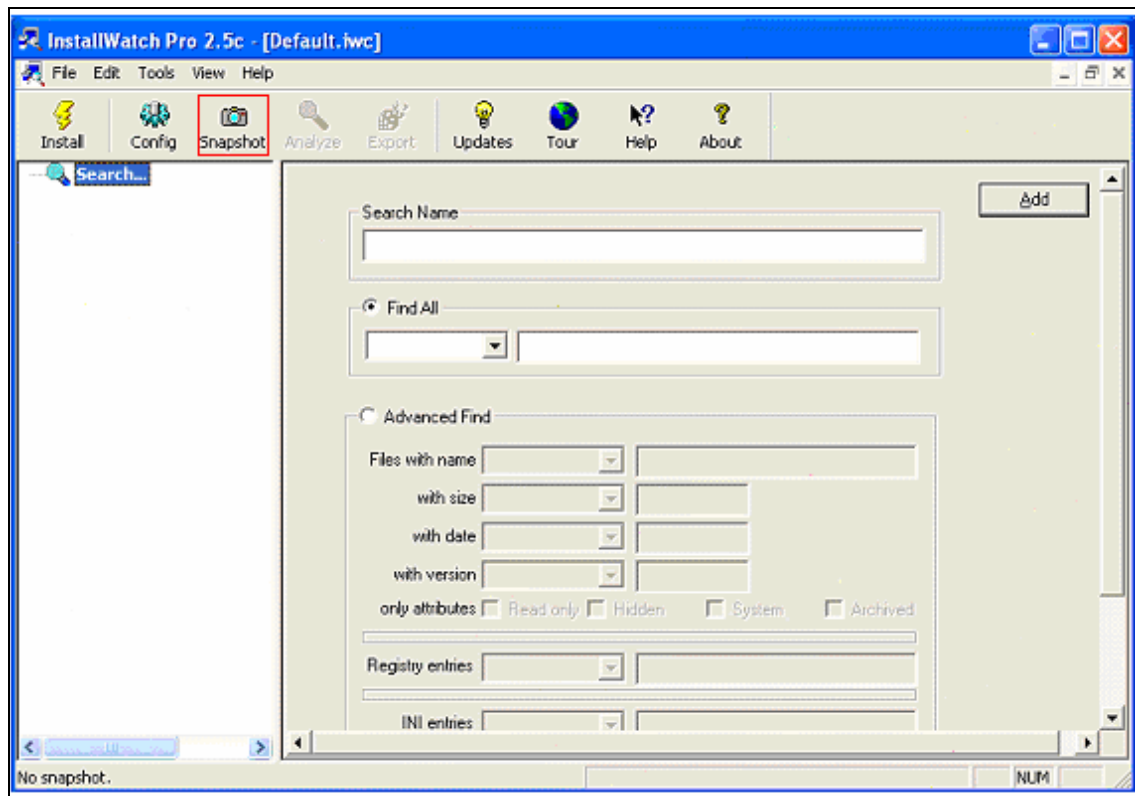 InstallWatch Pro 2.5c - [Default.iwc]
File Edit Tools View Help
Install Config Snapshot Analyze Export Updates Tour Help About
Search...
Add
Search Name
Find All
Advanced Find
Files with name
with size
with date
with version
only attributes Read only Hidden System Archived
Registry entries
INI entries
No snapshot.
NUM